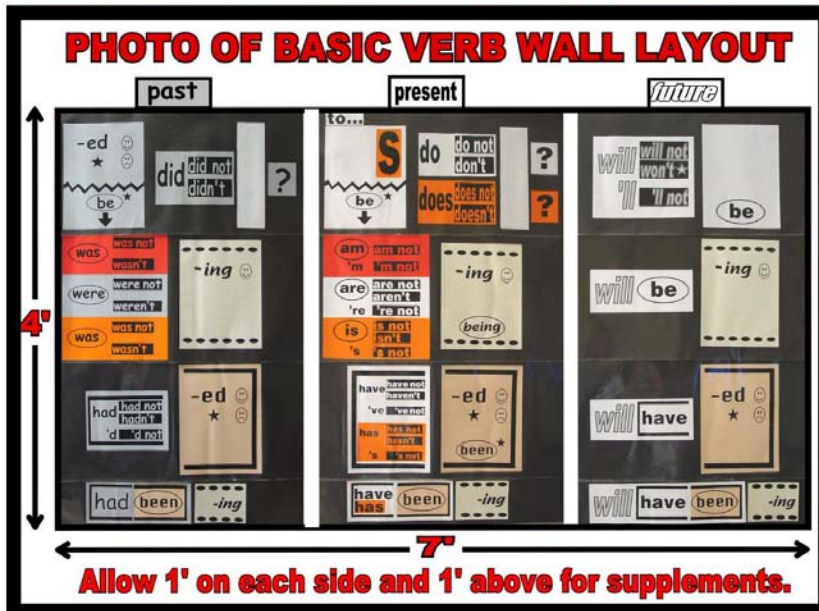 PHOTO OF BASIC VERB WALL LAYOUT
past
-ed
be
did
did not
didn't
?
was
was not
wasn't
were
were not
weren't
was
was not
wasn't
-ing
had
had not
hadn't
'd
'd not
-ed
had been -ing
present
to...
S
be
do
do not
don't
?
does
does not
doesn't
?
am
am not
'm
'm not
are
are not
aren't
're
're not
is
is not
isn't
's
's not
-ing
being
have
have not
haven't
've
've not
has
has not
hasn't
's
's not
-ed
been
have
has
been
-ing
future
will
will not
won't
'll
'll not
be
will be
-ing
will have
-ed
will have been -ing
4'
7'
Allow 1' on each side and 1' above for supplements.